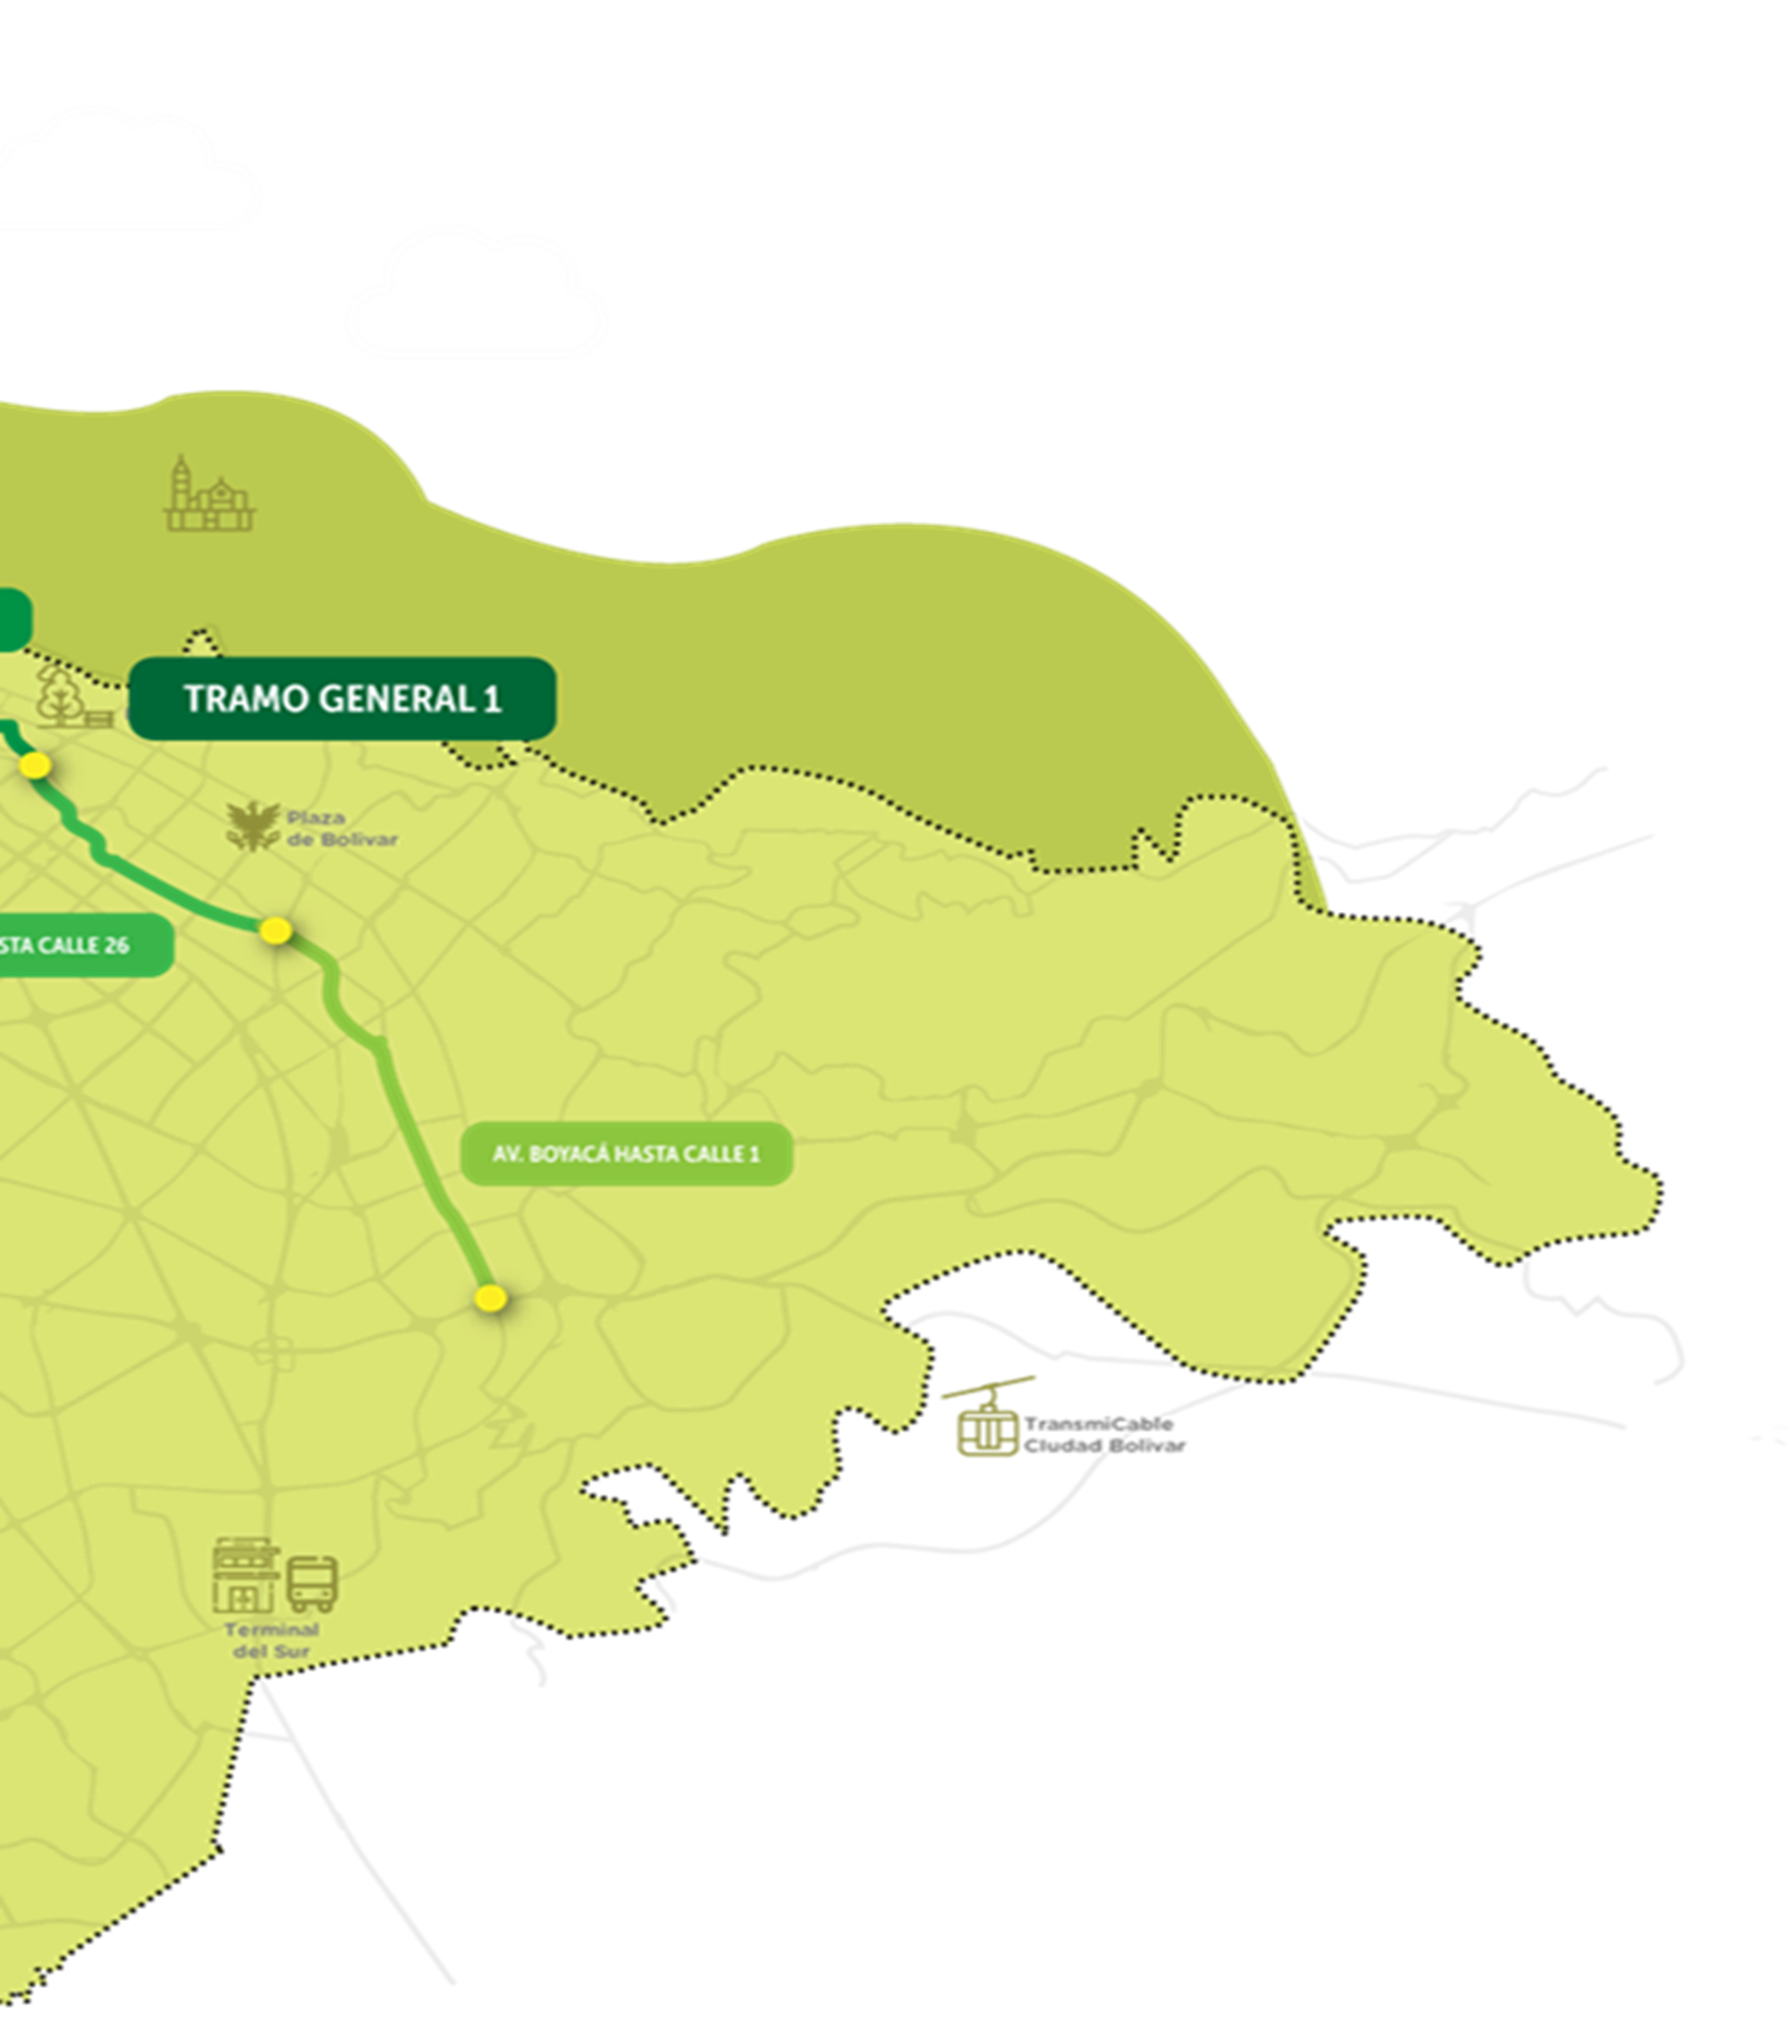 TRAMO GENERAL 1
Plaza
de Bolívar
STA CALLE 26
AV. BOYACÁ HASTA CALLE 1
TransmiCable
Ciudad Bolívar
Terminal
del Sur